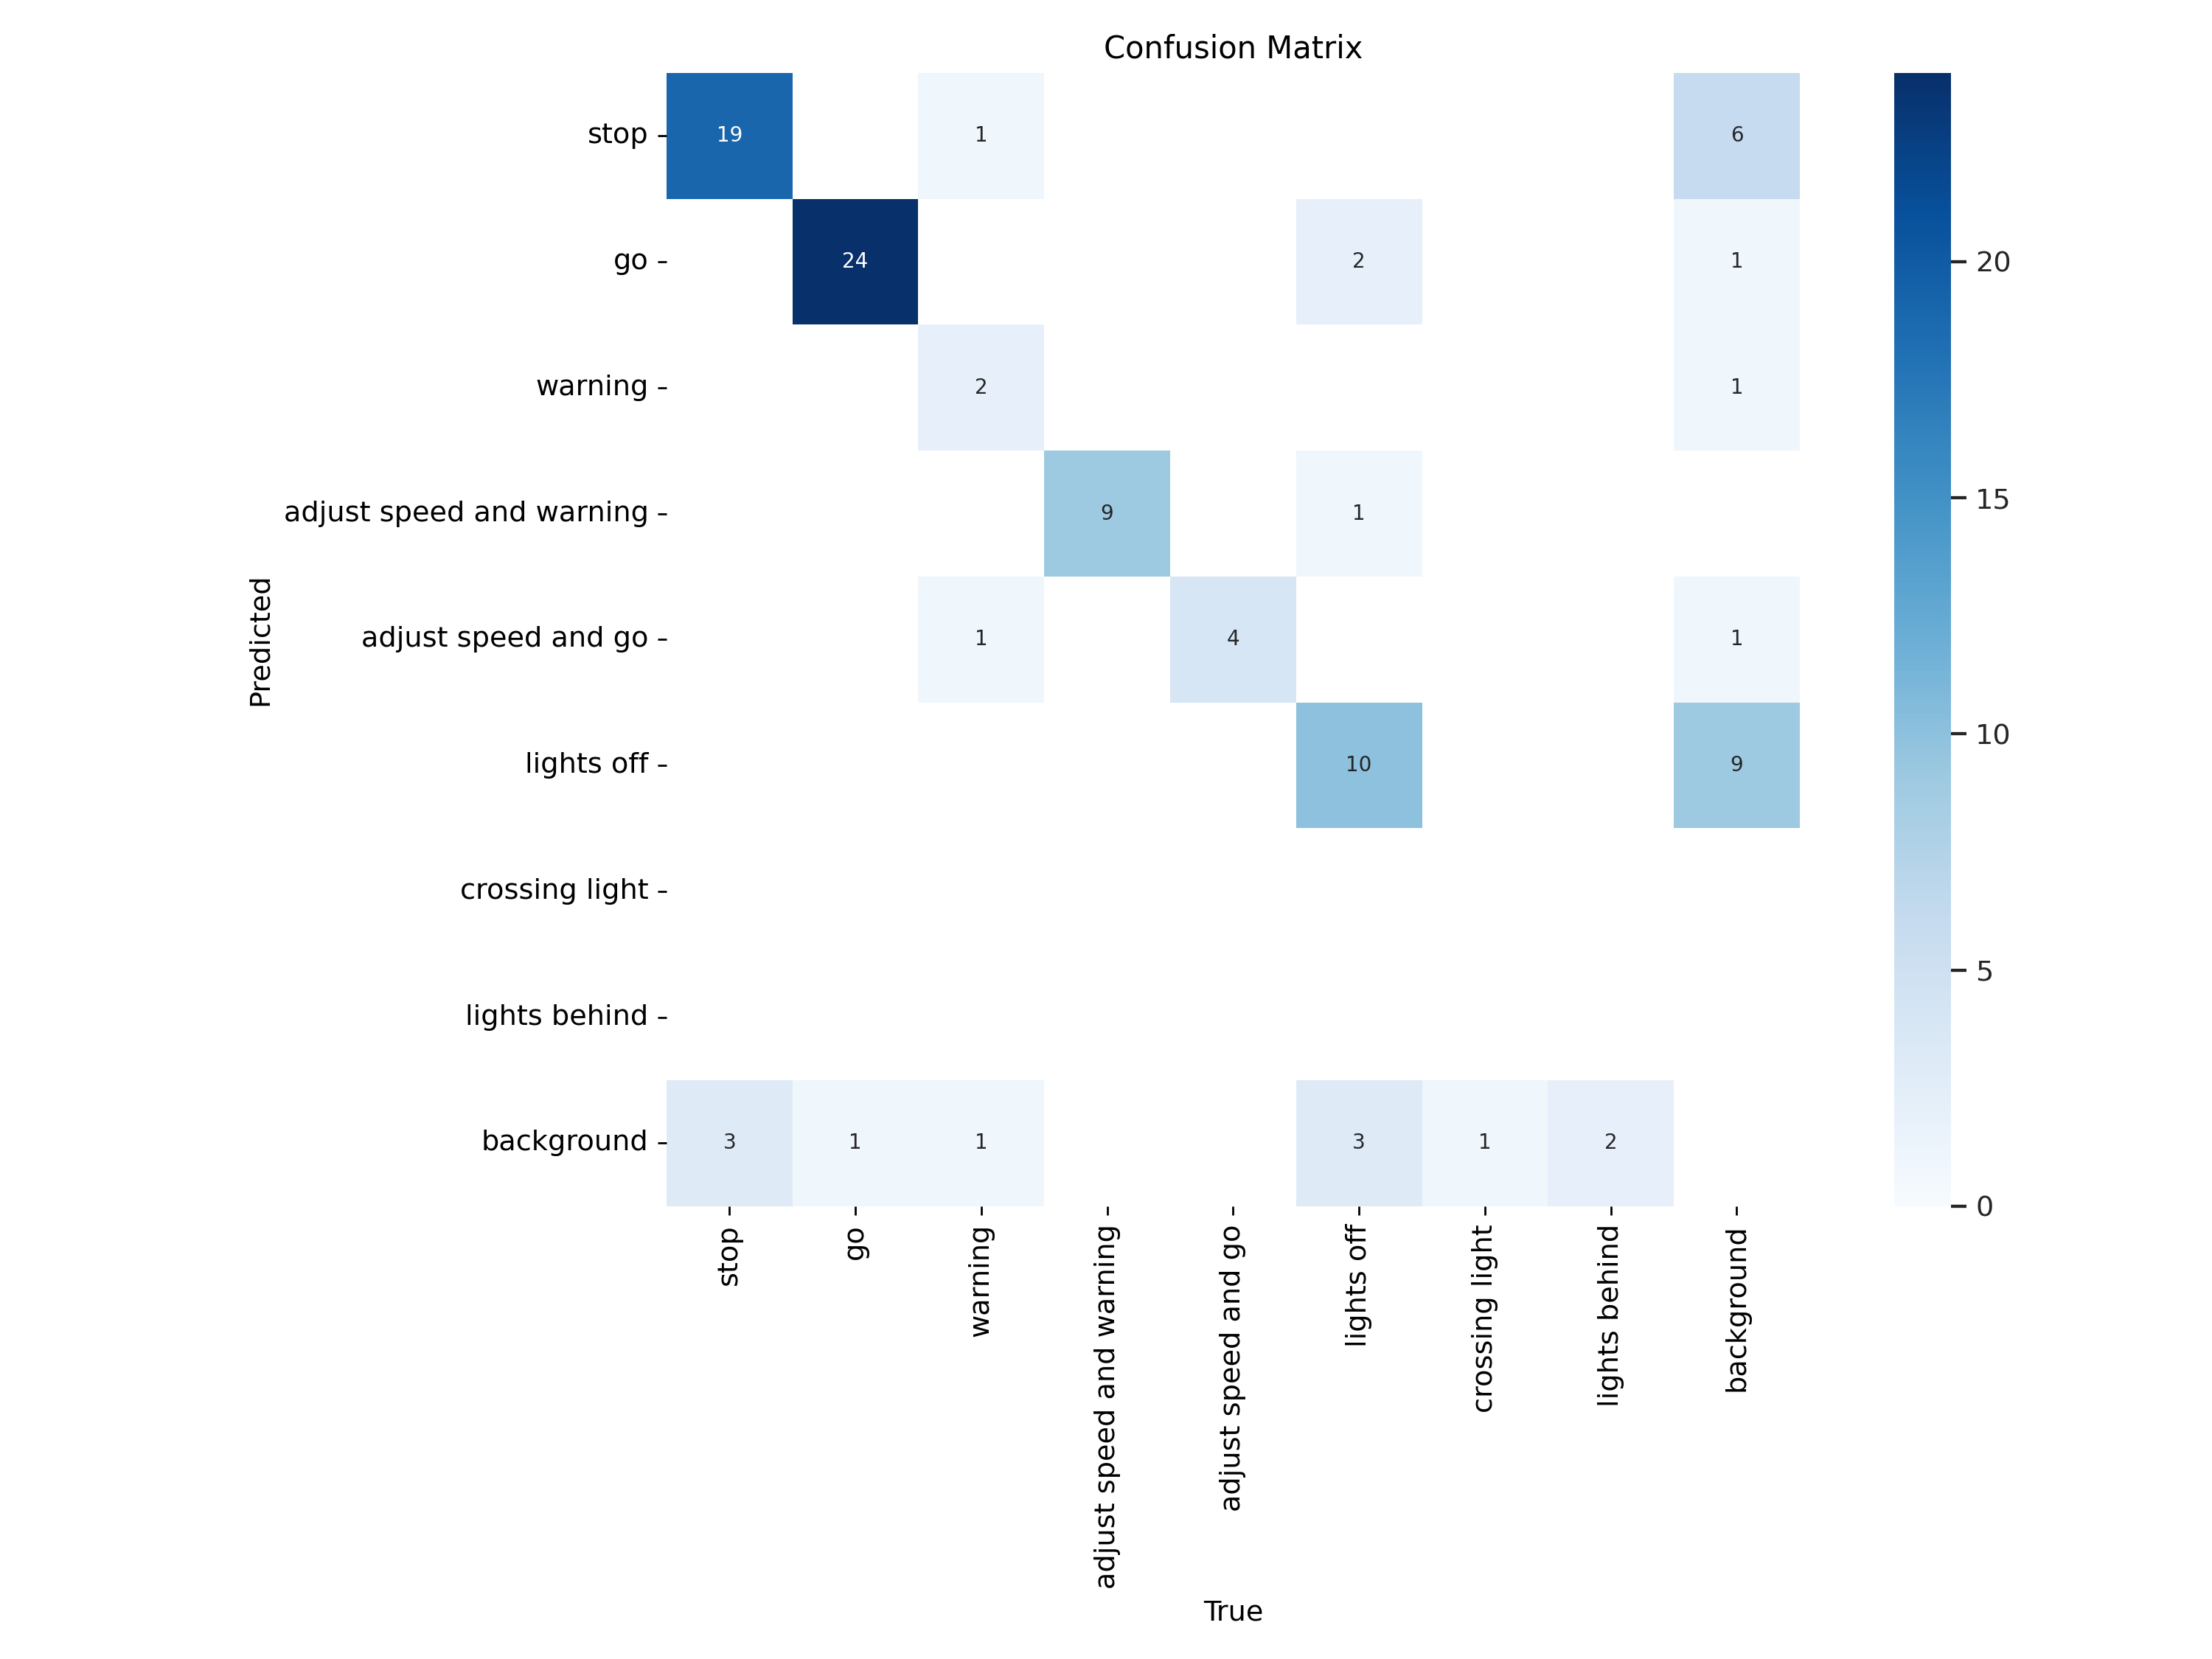 Confusion Matrix
stop 19 1 6
go 24 2 1
warning 2 1
adjust speed and warning 9 1
adjust speed and go 1 4 1
lights off 10 9
crossing light
lights behind
background 3 1 1 3 1 2
Predicted
stop
go
warning
adjust speed and warning
adjust speed and go
lights off
crossing light
lights behind
background
True
20
15
10
5
0